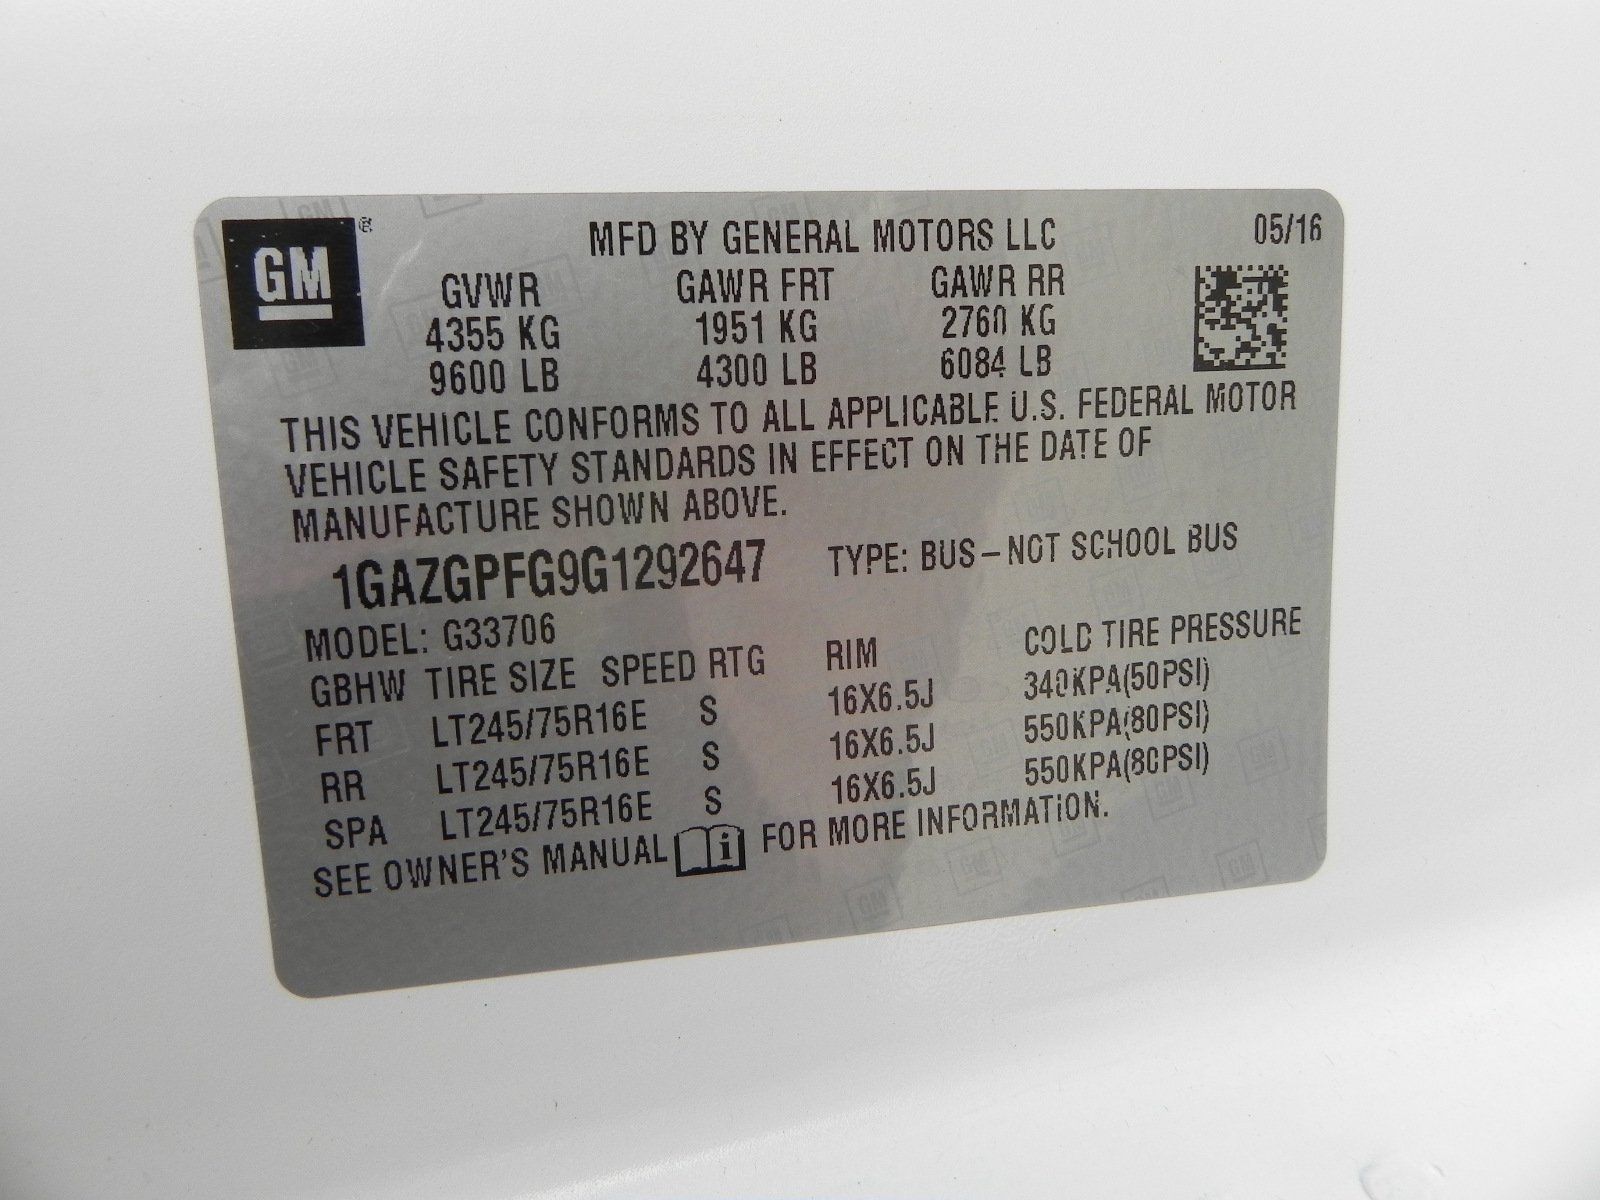 GM®
MFD BY GENERAL MOTORS LLC 05/16
GVWR GAWR FRT GAWR RR
4355 KG 1951 KG 2760 KG
9600 LB 4300 LB 6084 LB
THIS VEHICLE CONFORMS TO ALL APPLICABLE U.S. FEDERAL MOTOR
VEHICLE SAFETY STANDARDS IN EFFECT ON THE DATE OF
MANUFACTURE SHOWN ABOVE.
1GAZGPFG9G1292647 TYPE: BUS – NOT SCHOOL BUS
MODEL: G33706
GBHW TIRE SIZE SPEED RTG RIM COLD TIRE PRESSURE
FRT LT245/75R16E S 16X6.5J 340KPA(50PSI)
RR LT245/75R16E S 16X6.5J 550KPA(80PSI)
SPA LT245/75R16E S 16X6.5J 550KPA(80PSI)
SEE OWNER'S MANUAL i FOR MORE INFORMATION.